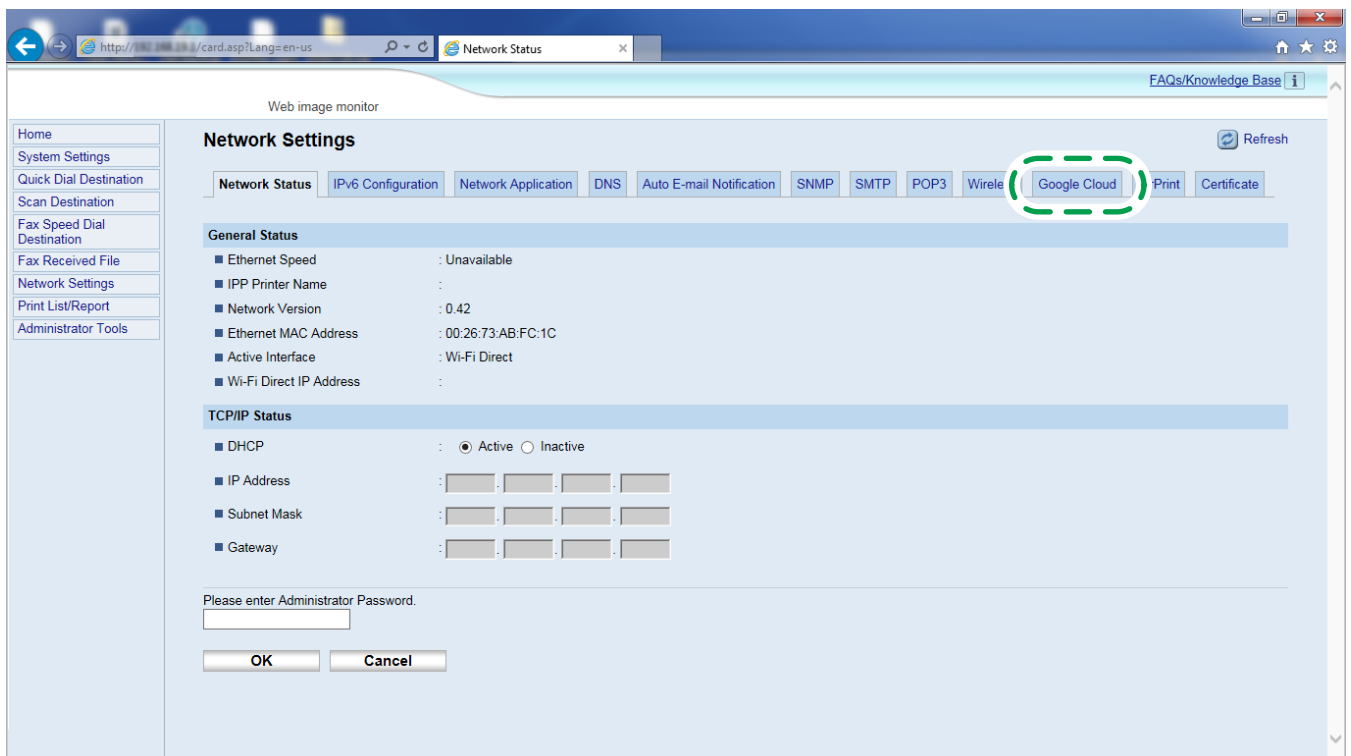 /card.asp?Lang=en-us
Network Status
FAQs/Knowledge Base
Web image monitor
Home
System Settings
Quick Dial Destination
Scan Destination
Fax Speed Dial
Destination
Fax Received File
Network Settings
Print List/Report
Administrator Tools
Network Settings
Refresh
Network Status IPv6 Configuration Network Application DNS Auto E-mail Notification SNMP SMTP POP3 Google Cloud Print Certificate
General Status
Ethernet Speed : Unavailable
IPP Printer Name :
Network Version : 0.42
Ethernet MAC Address : 00:26:73:AB:FC:1C
Active Interface : Wi-Fi Direct
Wi-Fi Direct IP Address :
TCP/IP Status
DHCP : Active Inactive
IP Address : . . .
Subnet Mask : . . .
Gateway : . . .
Please enter Administrator Password.
OK Cancel